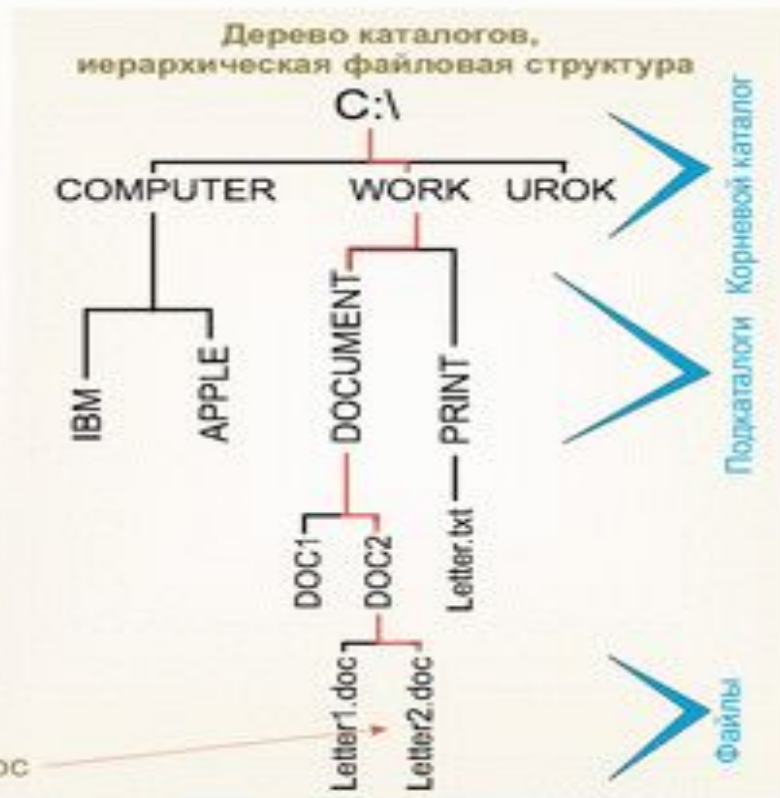 Дерево каталогов,
иерархическая файловая структура
C:\
COMPUTER WORK UROK
Корневой каталог
IBM
APPLE
DOCUMENT
PRINT
Подкаталоги
DOC1
DOC2
Letter.txt
Letter1.doc
Letter2.doc
Файлы
ос